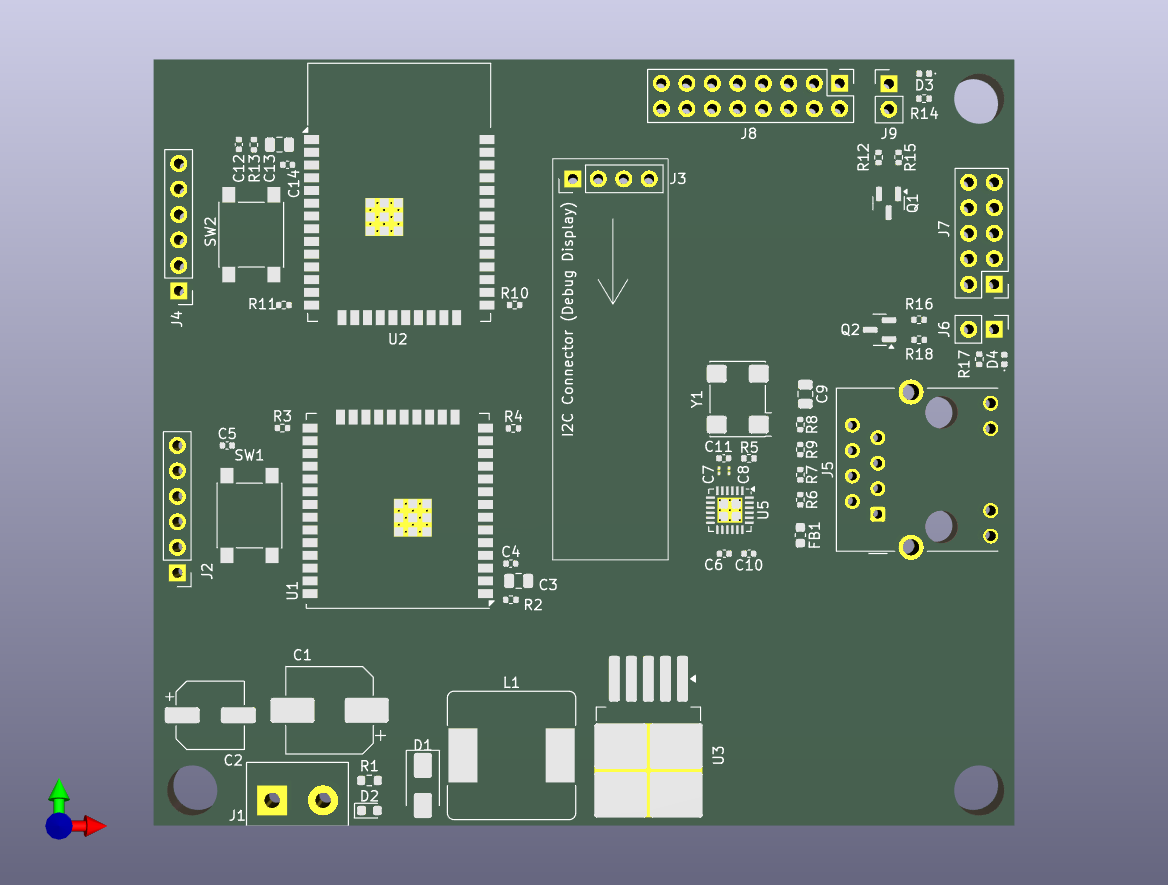 D3
R14
J8
J9
R12
R15
C12
R13
C13
C14
J3
Q1
SW2
J7
I2C Connector (Debug Display)
R11
R10
J4
U2
R16
Q2
J6
R18
R17
D4
Y1
C9
R3
R4
R8
C5
SW1
C11
R5
R9
C7
C8
R7
J5
R6
U5
FB1
C4
C6
C10
J2
U1
C3
R2
C1
L1
+
+
D1
U3
C2
R1
D2
J1